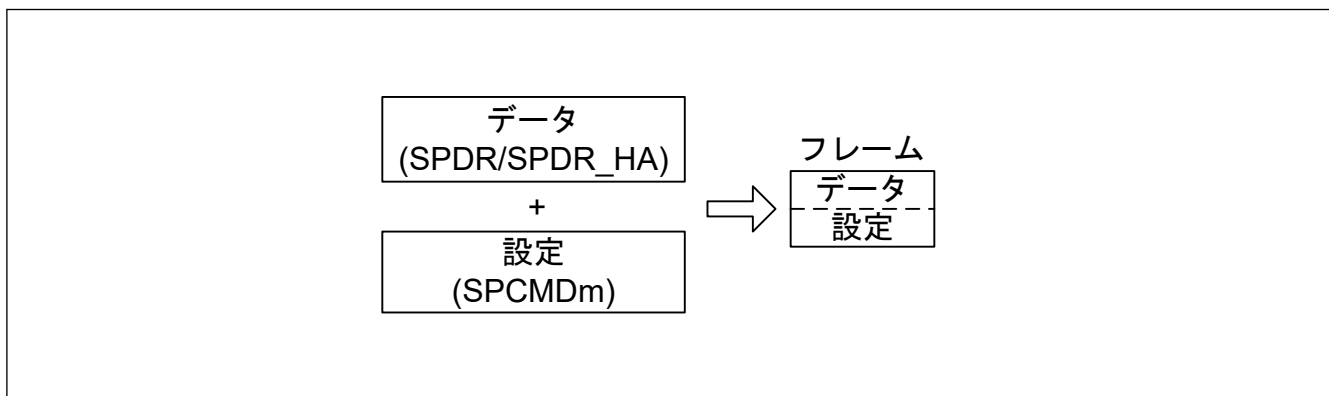 データ
(SPDR/SPDR_HA)
+
設定
(SPCMDm)
フレーム
データ
設定